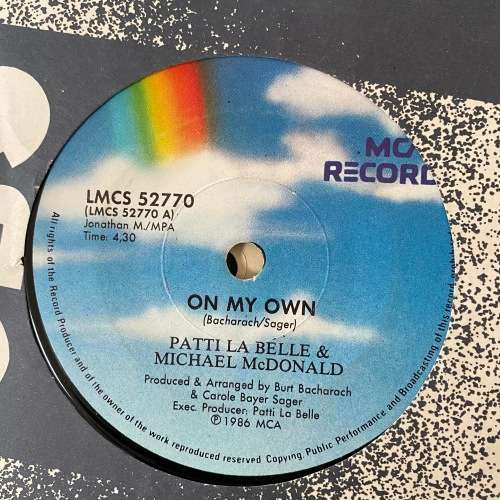 MCA
RECORD
LMCS 52770
(LMCS 52770 A)
Jonathan M./MPA
Time: 4,30
ON MY OWN
(Bacharach/Sager)
PATTI LA BELLE &
MICHAEL McDONALD
Produced & Arranged by Burt Bacharach
& Carole Bayer Sager
Exec. Producer: Patti La Belle
℗ 1986 MCA
All rights of the Record Producer and of the owner of the work reproduced reserved. Copying, Public Performance and Broadcasting of this record